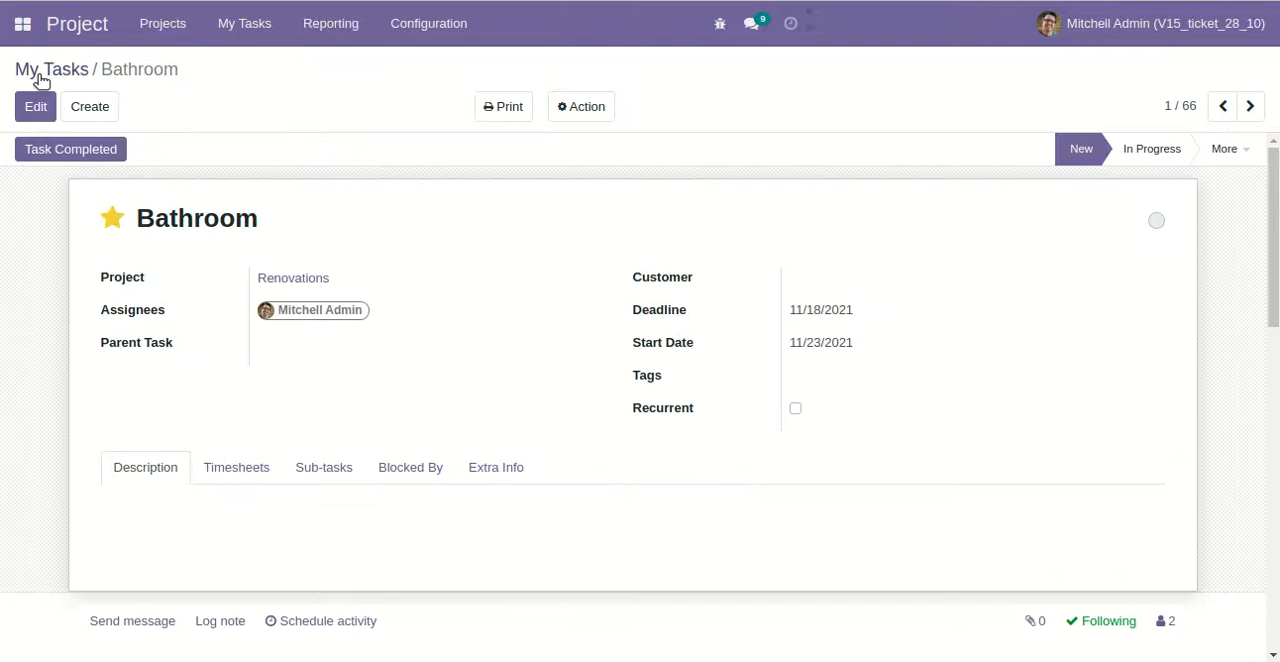 Project Projects My Tasks Reporting Configuration 9 Mitchell Admin (V15_ticket_28_10)
My Tasks / Bathroom
Edit Create Print Action 1 / 66
Task Completed New In Progress More
Bathroom
Project Renovations Customer
Assignees Mitchell Admin Deadline 11/18/2021
Parent Task Start Date 11/23/2021
Tags
Recurrent
Description Timesheets Sub-tasks Blocked By Extra Info
Send message Log note Schedule activity 0 Following 2